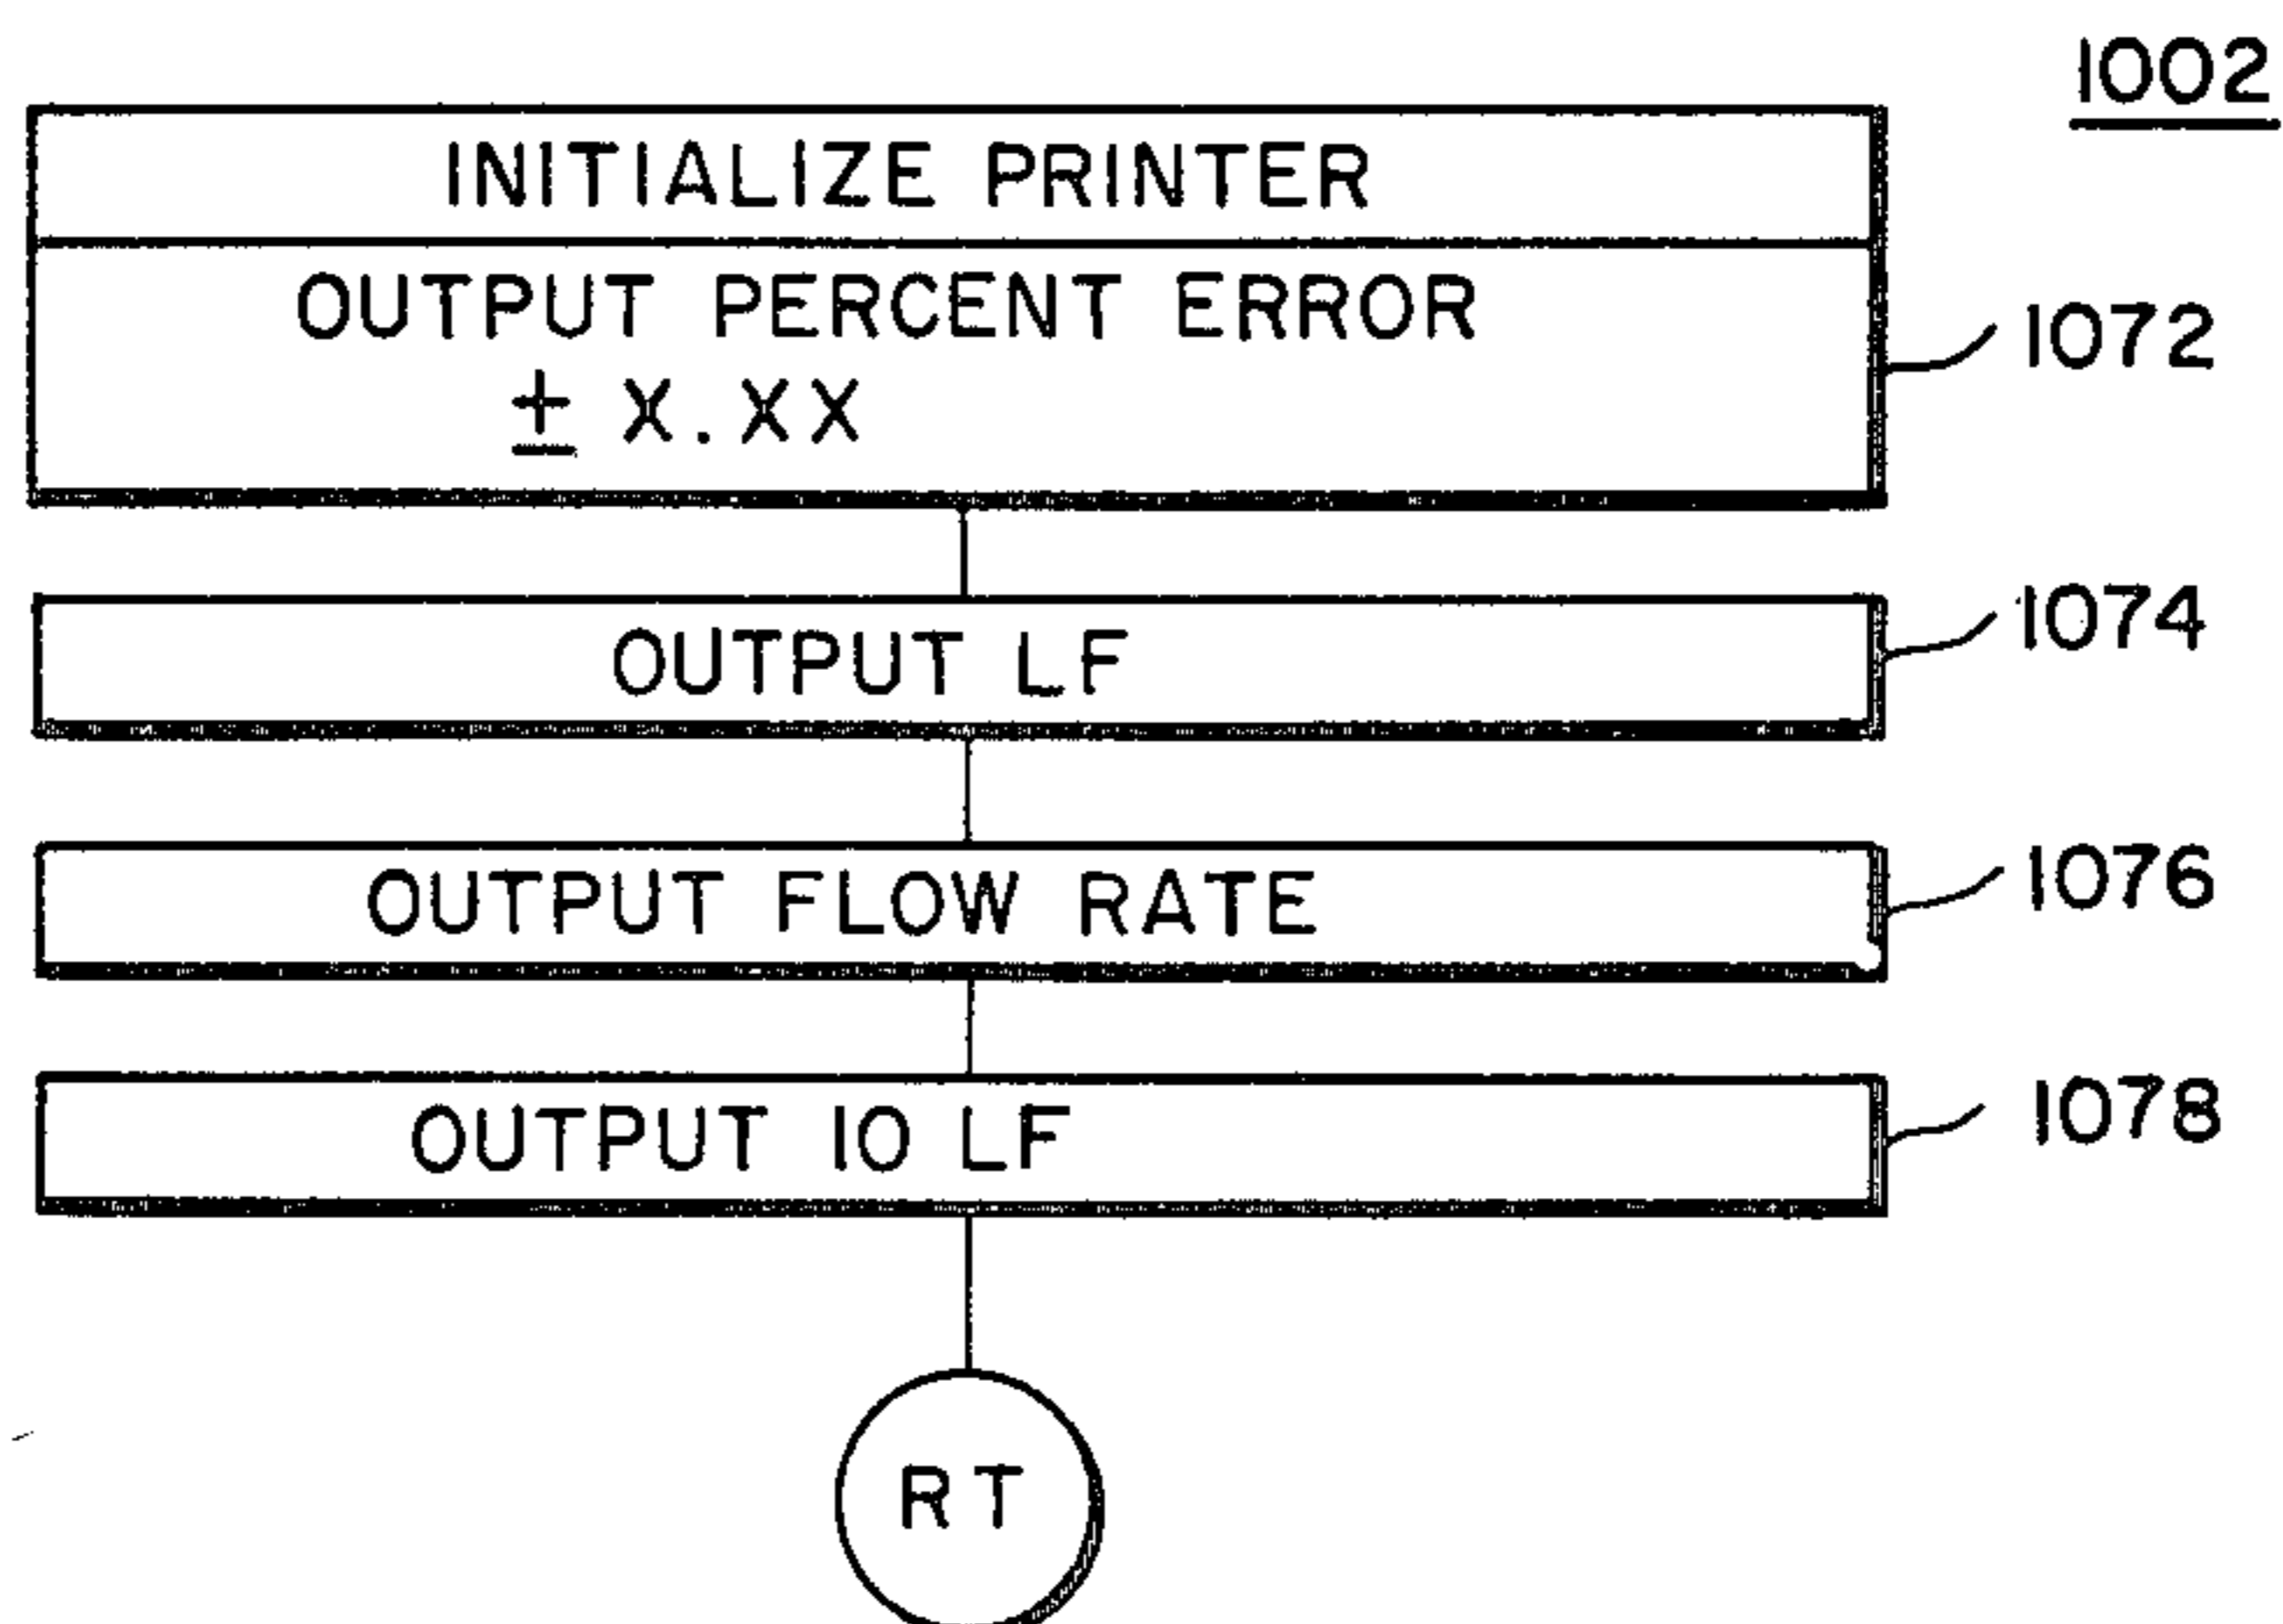 1002
INITIALIZE PRINTER
OUTPUT PERCENT ERROR
± X.XX
1072
OUTPUT LF
1074
OUTPUT FLOW RATE
1076
OUTPUT 10 LF
1078
RT